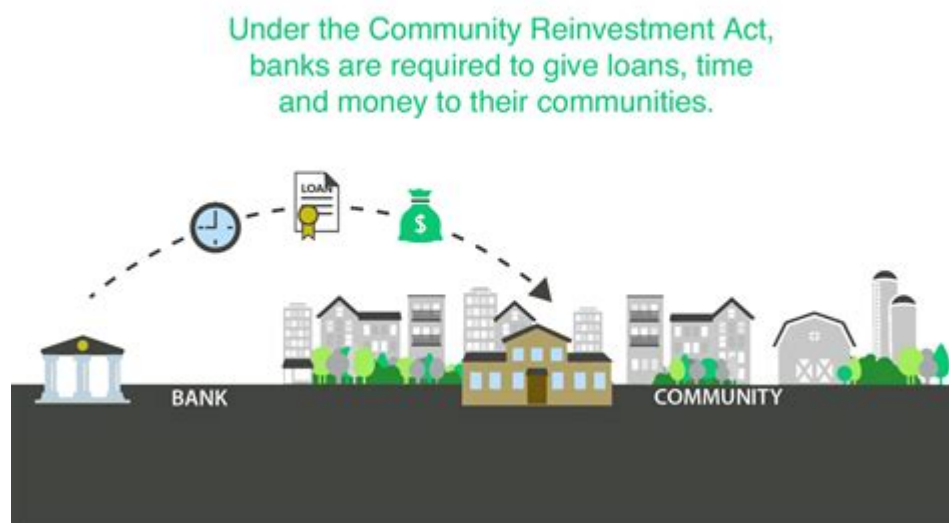 Under the Community Reinvestment Act,
banks are required to give loans, time
and money to their communities.
LOAN
$
BANK
COMMUNITY